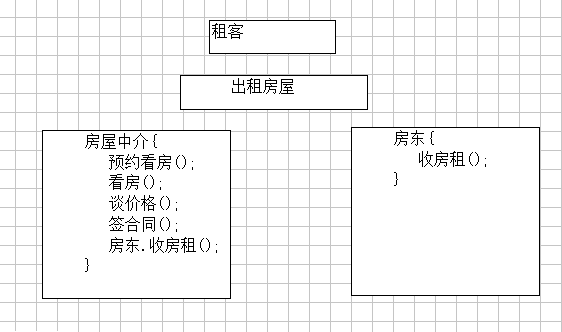 租客
出租房屋
房屋中介{
预约看房();
看房();
谈价格();
签合同();
房东.收房租();
}
房东{
收房租();
}